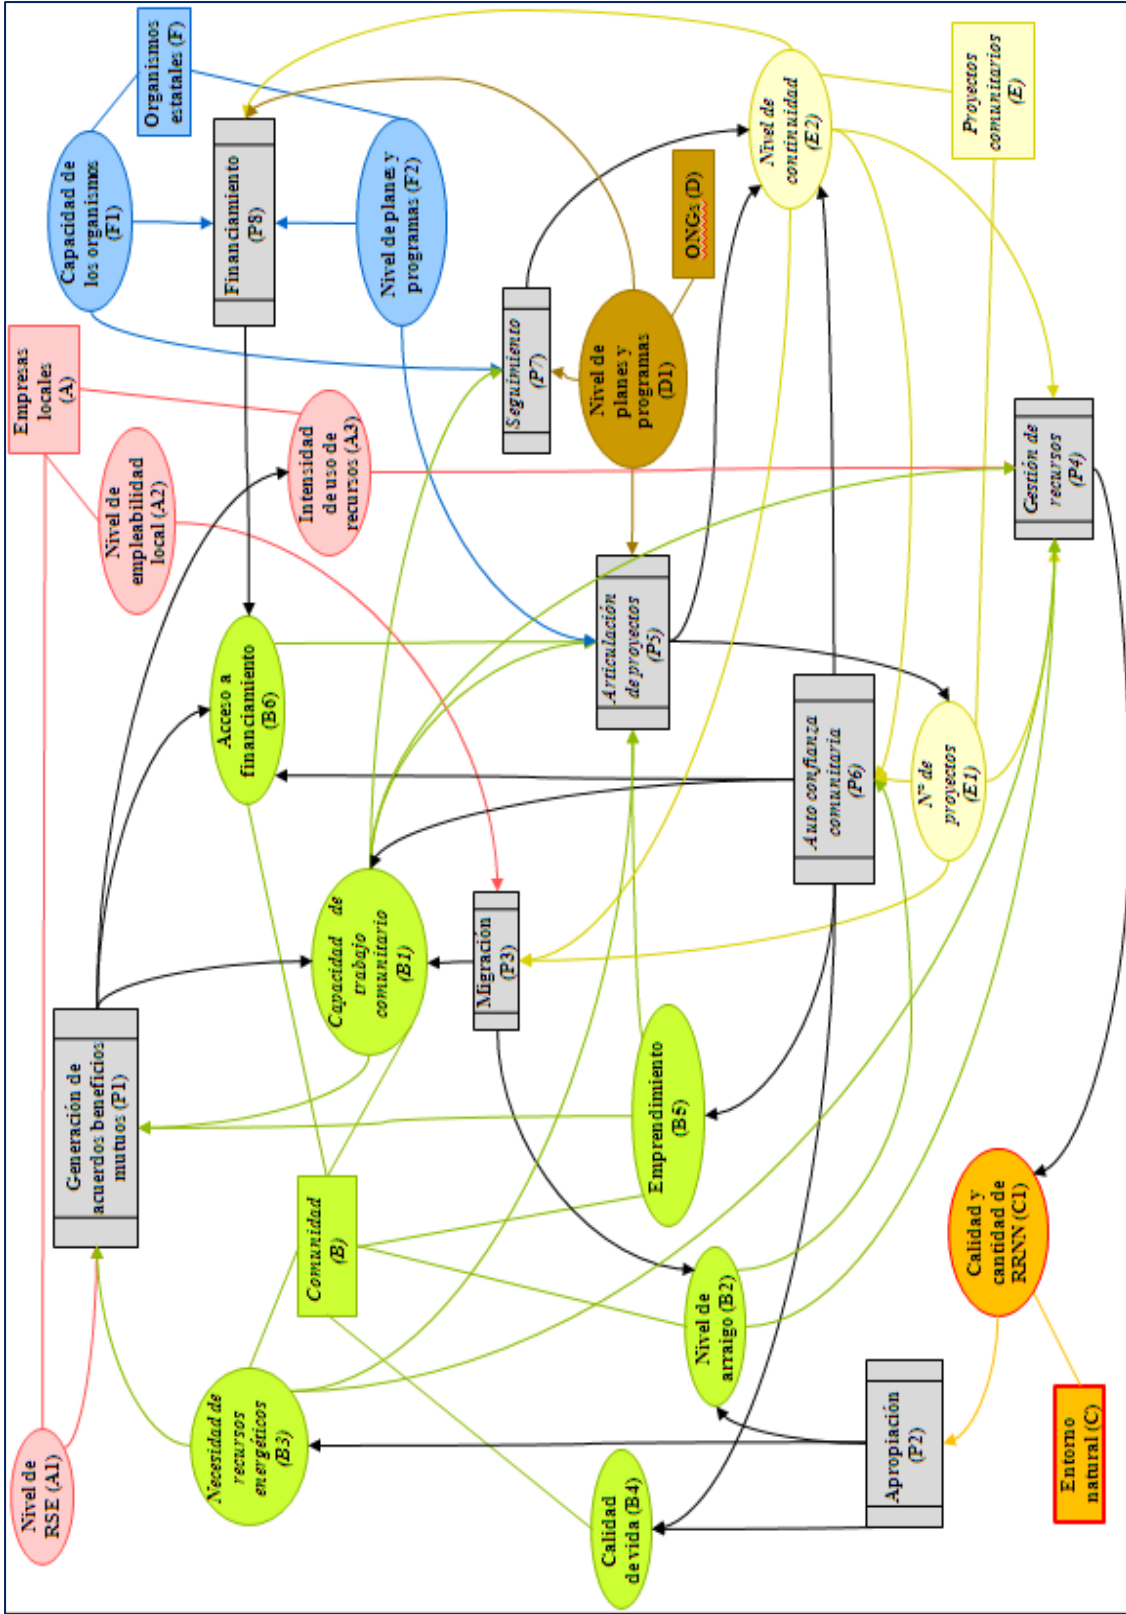 Nivel de
RSE (A1)
Generación de
acuerdos beneficios
mutuos (P1)
Nivel de
empleabilidad
local (A2)
Empresas
locales
(A)
Intensidad
de uso de
recursos (A3)
Capacidad de
los organismos
(F1)
Organismos
estatales (F)
Necesidad de
recursos
energéticos
(B3)
Comunidad
(B)
Capacidad de
trabajo
comunitario
(B1)
Acceso a
financiamiento
(B6)
Financiamiento
(P8)
Nivel de planes y
programas (F2)
Migración
(P3)
Seguimiento
(P7)
Calidad
de vida (B4)
Nivel de
arraigo (B2)
Emprendimiento
(B5)
Articulación
de proyectos
(P5)
Nivel de
planes y
programas
(D1)
ONGs (D)
Auto confianza
comunitaria
(P6)
Nivel de
continuidad
(E2)
Apropiación
(P2)
Calidad y
cantidad de
RRNN (C1)
N° de
proyectos
(E1)
Gestión de
recursos
(P4)
Proyectos
comunitarios
(E)
Entorno
natural (C)